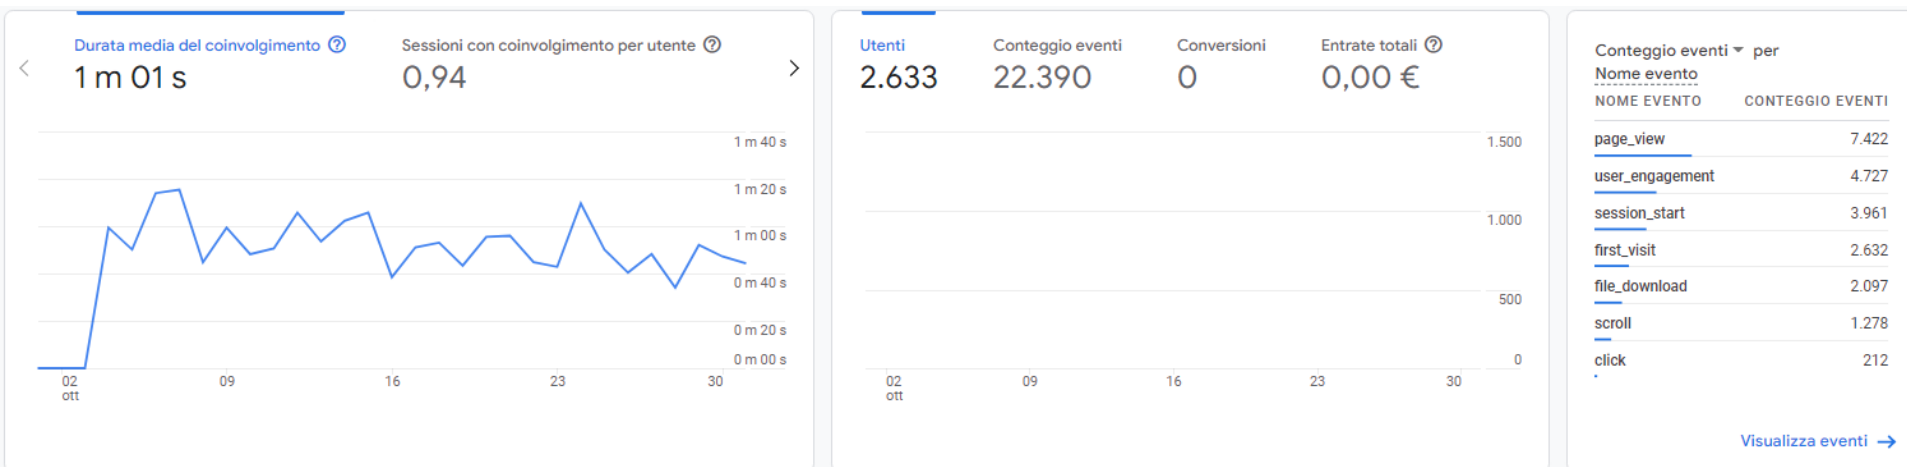 Durata media del coinvolgimento
1 m 01 s
Sessioni con coinvolgimento per utente
0,94
1 m 40 s
1 m 20 s
1 m 00 s
0 m 40 s
0 m 20 s
0 m 00 s
02 09 16 23 30
ott
Utenti
2.633
Conteggio eventi
22.390
Conversioni
0
Entrate totali
0,00 €
1.500
1.000
500
0
02 09 16 23 30
ott
Conteggio eventi per
Nome evento
NOME EVENTO CONTEGGIO EVENTI
page_view 7.422
user_engagement 4.727
session_start 3.961
first_visit 2.632
file_download 2.097
scroll 1.278
click 212
Visualizza eventi